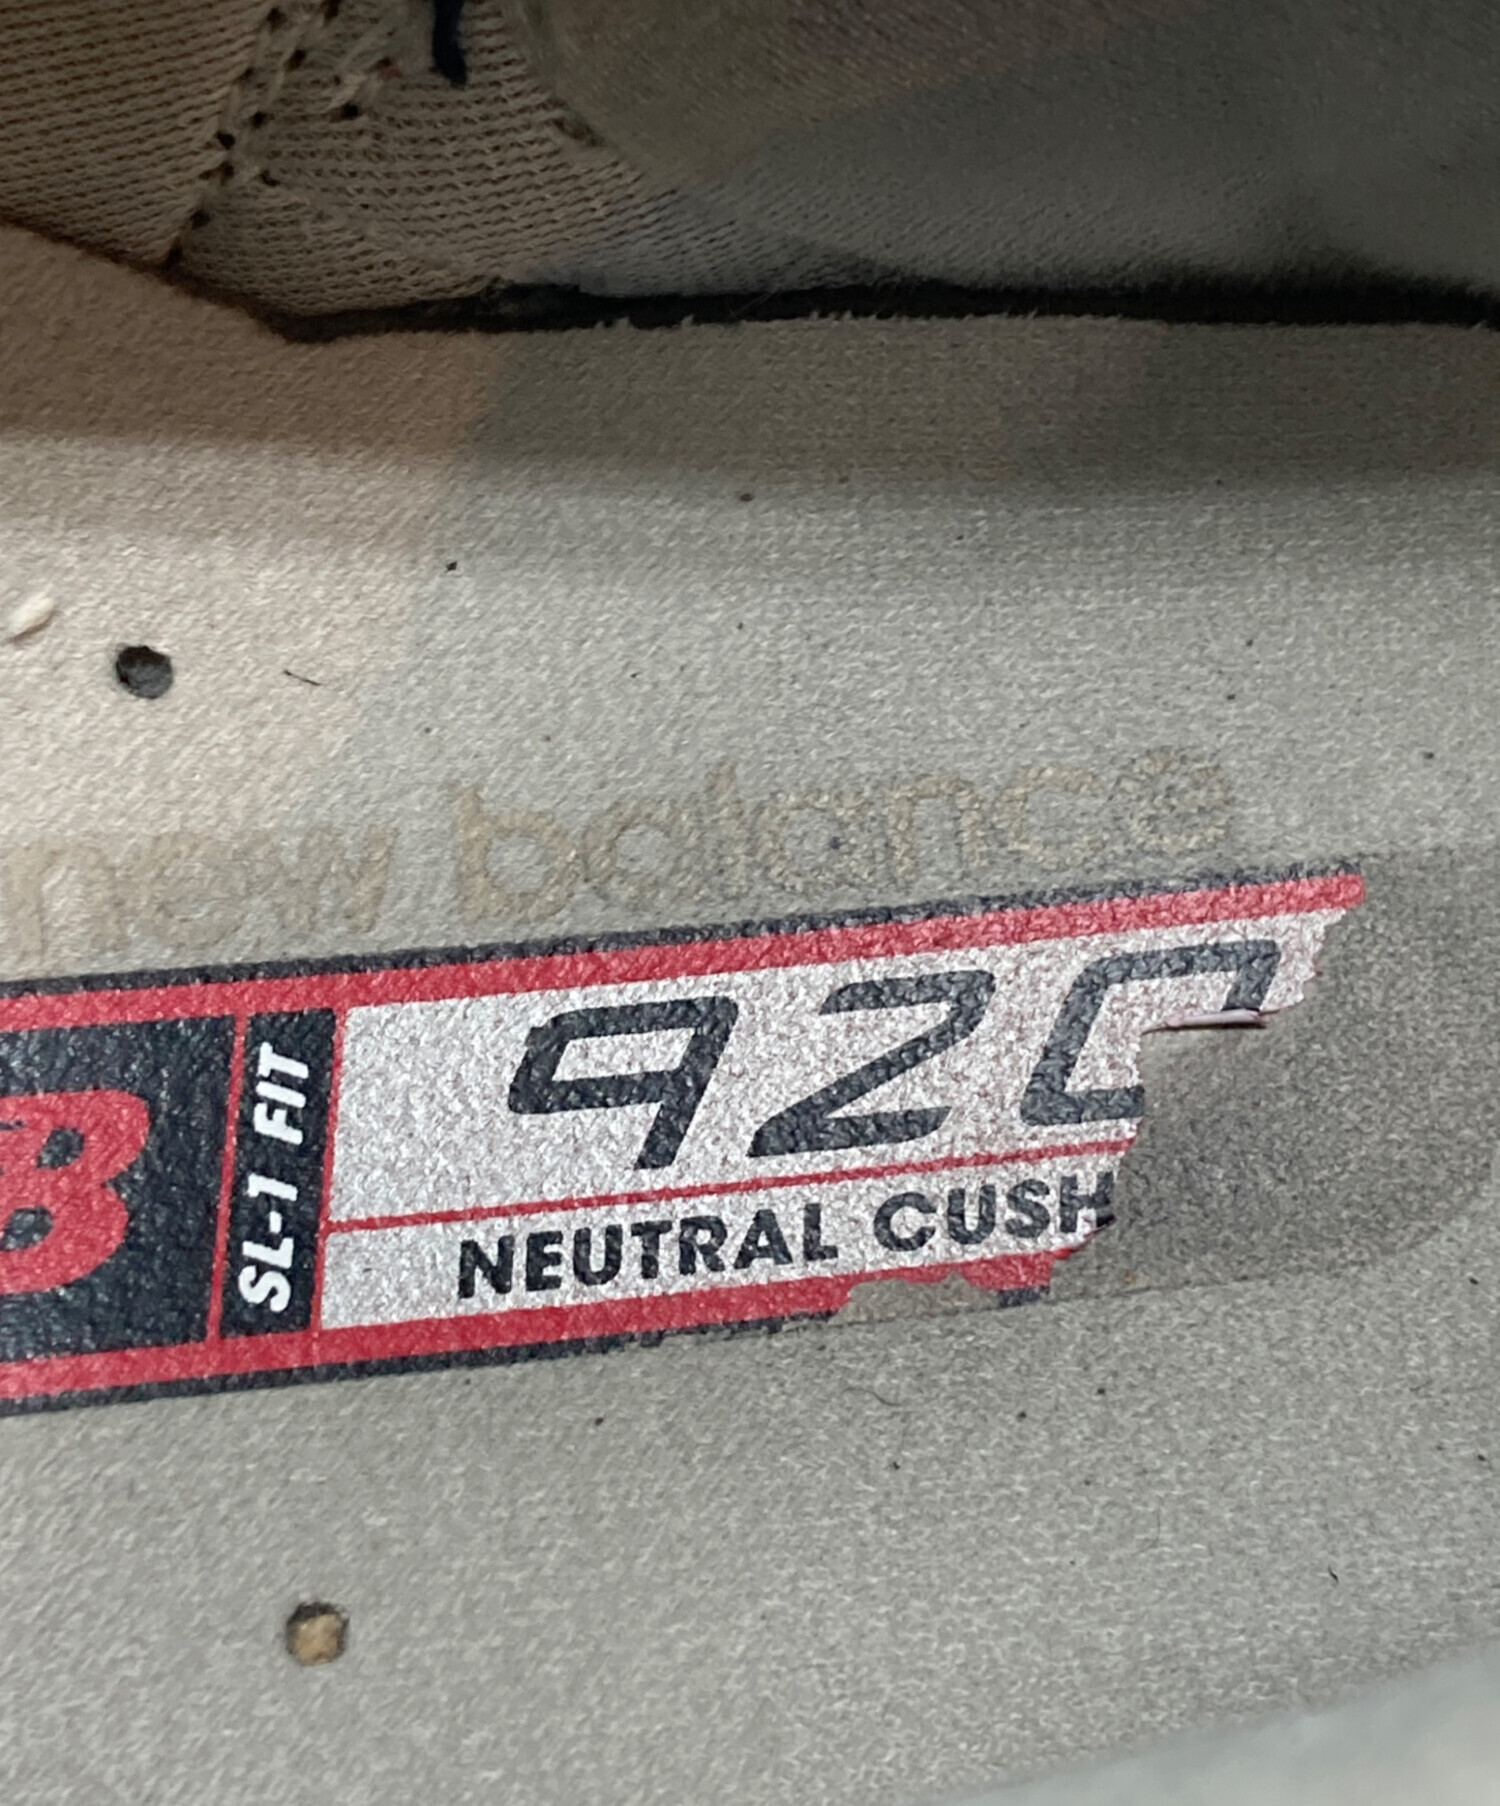 new balance
B
SL-1 FIT
920
NEUTRAL CUSH